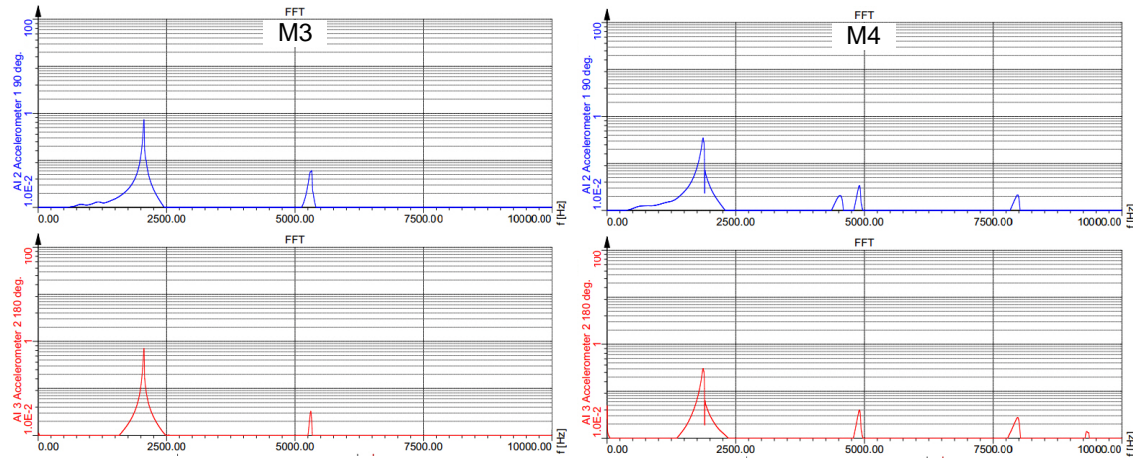 FFT
M3
100
1
1.0E-2
AI 2 Accelerometer 1 90 deg.
0.00 2500.00 5000.00 7500.00 10000.00
f [Hz]
FFT
M4
100
1
1.0E-2
AI 2 Accelerometer 1 90 deg.
0.00 2500.00 5000.00 7500.00 10000.00
f [Hz]
FFT
100
1
1.0E-2
AI 3 Accelerometer 2 180 deg.
0.00 2500.00 5000.00 7500.00 10000.00
f [Hz]
FFT
100
1
1.0E-2
AI 3 Accelerometer 2 180 deg.
0.00 2500.00 5000.00 7500.00 10000.00
f [Hz]